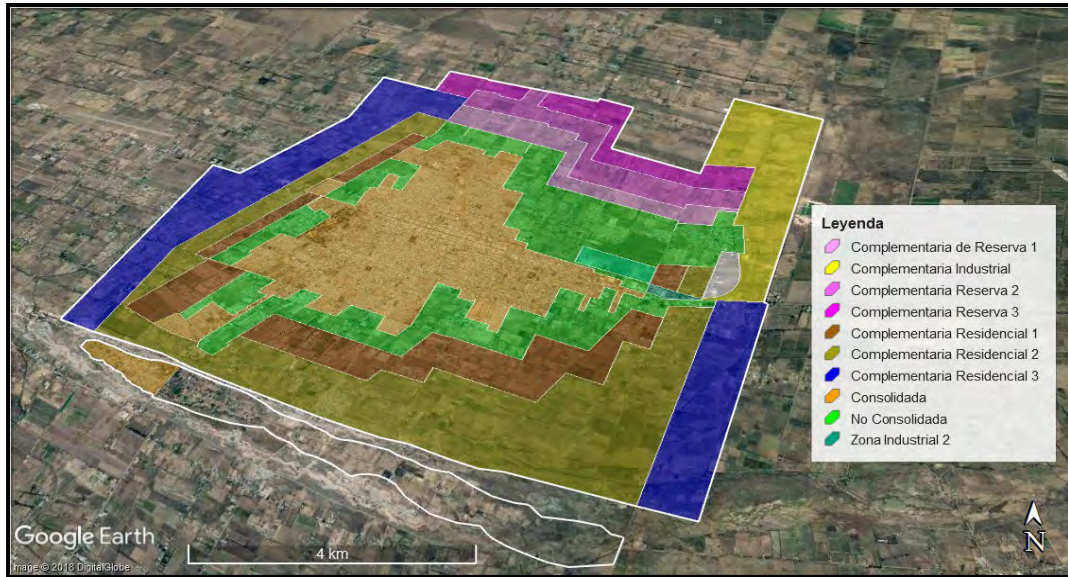 Leyenda
Complementaria de Reserva 1
Complementaria Industrial
Complementaria Reserva 2
Complementaria Reserva 3
Complementaria Residencial 1
Complementaria Residencial 2
Complementaria Residencial 3
Consolidada
No Consolidada
Zona Industrial 2
N
Google Earth
4 km
Image © 2018 DigitalGlobe